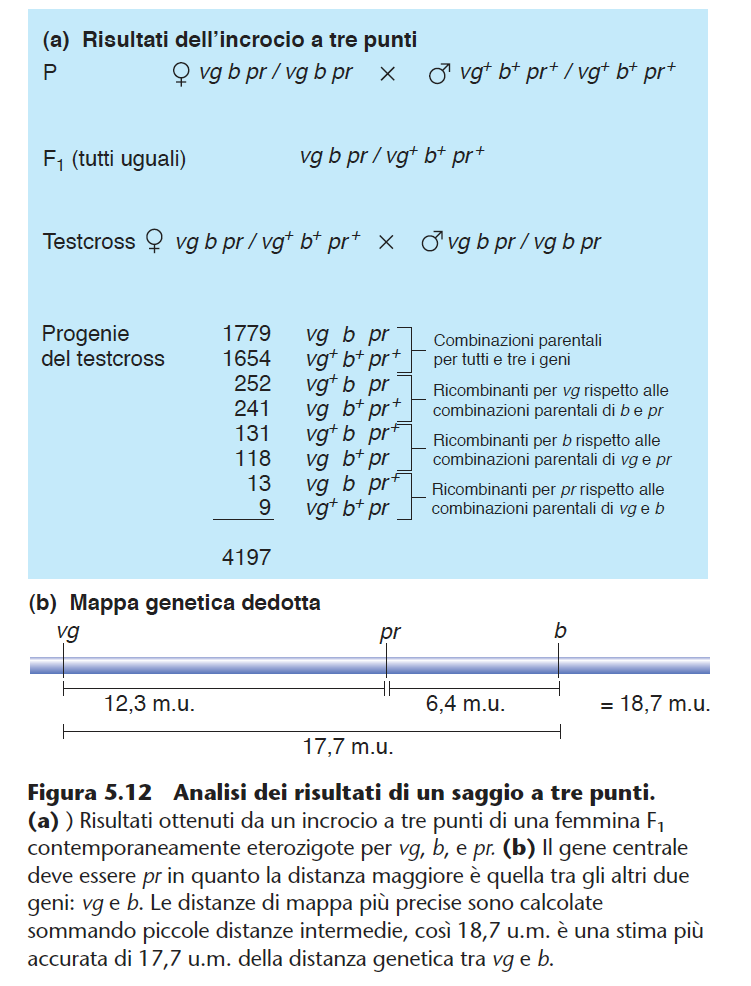 (a) Risultati dell'incrocio a tre punti
P ♀ vg b pr / vg b pr × ♂ vg⁺ b⁺ pr⁺ / vg⁺ b⁺ pr⁺
F₁ (tutti uguali) vg b pr / vg⁺ b⁺ pr⁺
Testcross ♀ vg b pr / vg⁺ b⁺ pr⁺ × ♂ vg b pr / vg b pr
Progenie
del testcross
1779 vg b pr
1654 vg⁺ b⁺ pr⁺
Combinazioni parentali
per tutti e tre i geni
252 vg⁺ b pr
241 vg b⁺ pr⁺
Ricombinanti per vg rispetto alle
combinazioni parentali di b e pr
131 vg⁺ b pr⁺
118 vg b⁺ pr
Ricombinanti per b rispetto alle
combinazioni parentali di vg e pr
13 vg b pr⁺
9 vg⁺ b⁺ pr
Ricombinanti per pr rispetto alle
combinazioni parentali di vg e b
4197
(b) Mappa genetica dedotta
vg pr b
12,3 m.u. 6,4 m.u. = 18,7 m.u.
17,7 m.u.
Figura 5.12 Analisi dei risultati di un saggio a tre punti.
(a) ) Risultati ottenuti da un incrocio a tre punti di una femmina F₁
contemporaneamente eterozigote per vg, b, e pr. (b) Il gene centrale
deve essere pr in quanto la distanza maggiore è quella tra gli altri due
geni: vg e b. Le distanze di mappa più precise sono calcolate
sommando piccole distanze intermedie, così 18,7 u.m. è una stima più
accurata di 17,7 u.m. della distanza genetica tra vg e b.